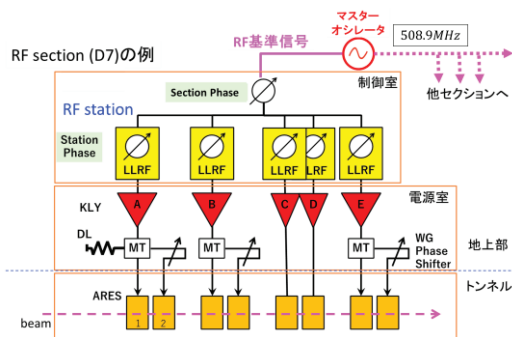 マスター
オシレータ
508.9MHz
RF基準信号
RF section (D7)の例
制御室
他セクションへ
Section Phase
RF station
Station
Phase
LLRF LLRF LLRF LLRF LLRF
KLY A B C D E 電源室
DL MT MT MT WG
Phase
Shifter
地上部
トンネル
ARES
beam 1 2